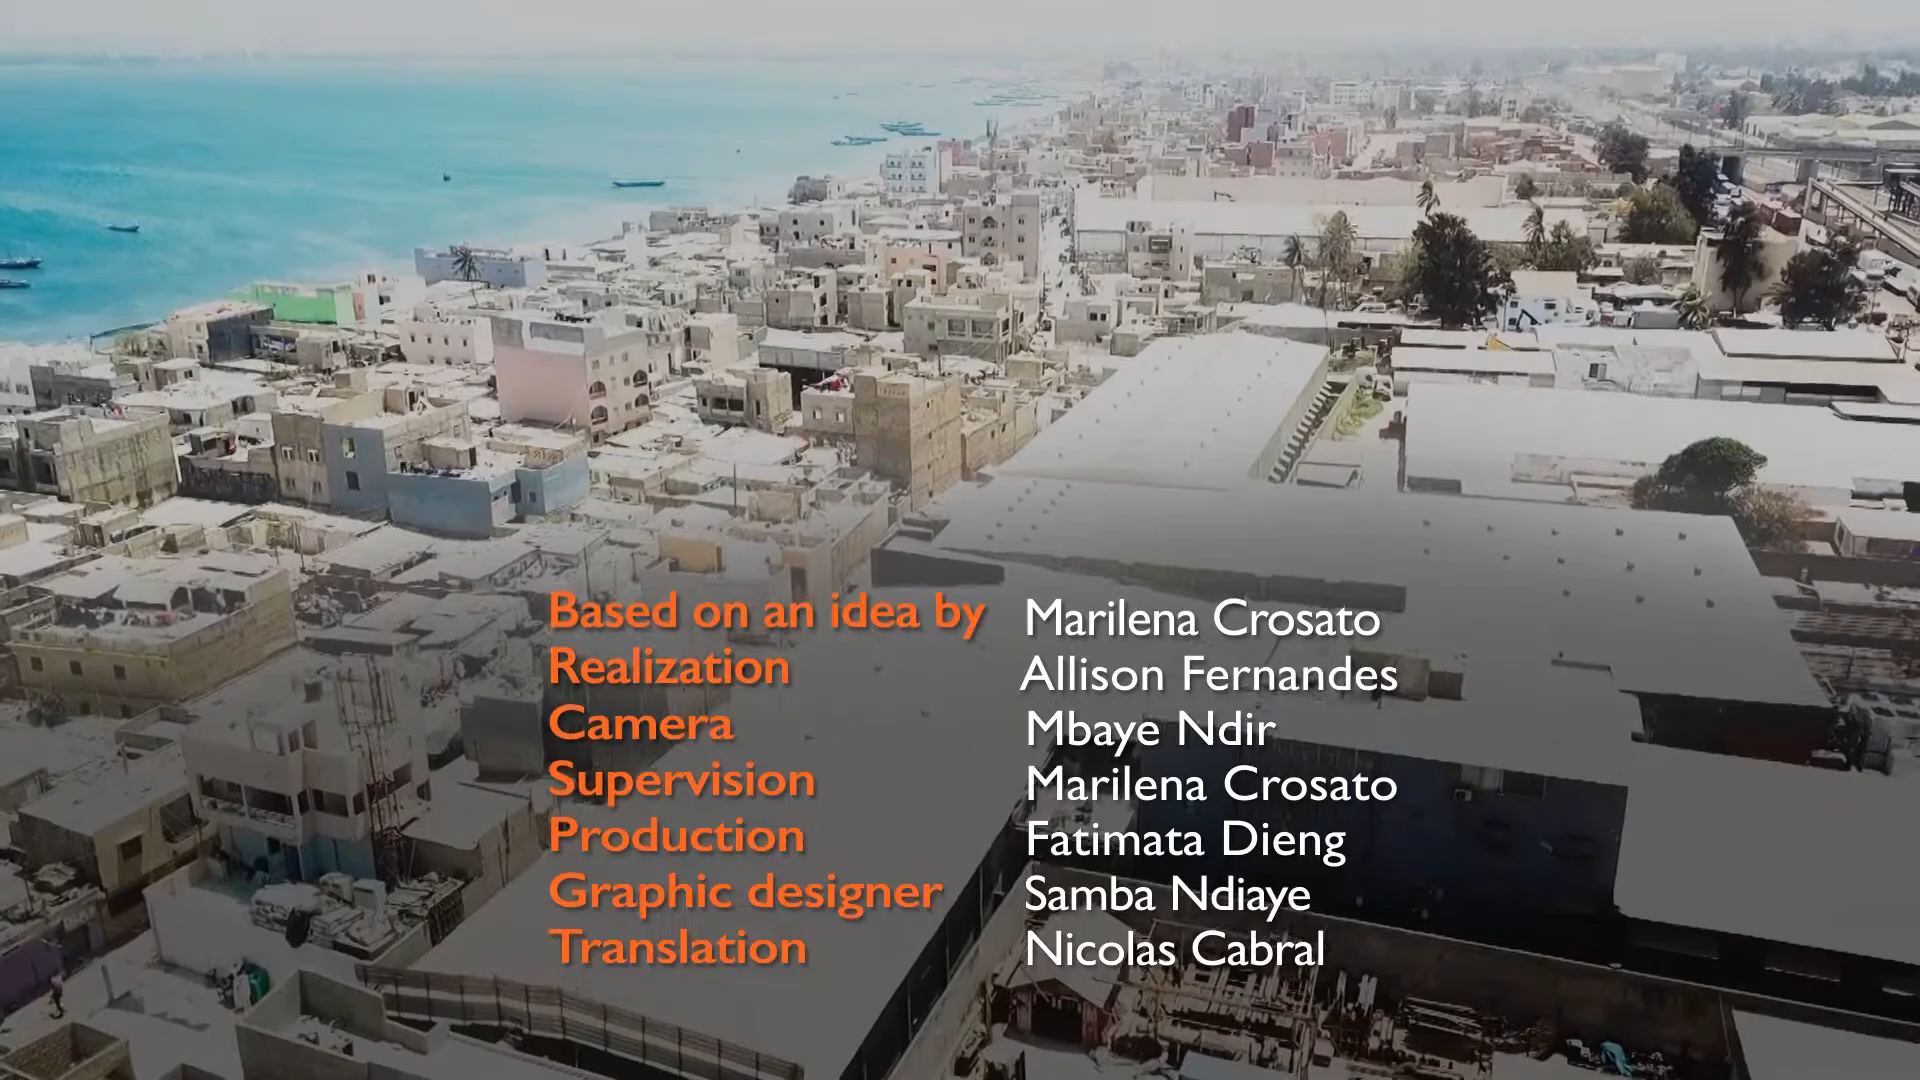 Based on an idea by Marilena Crosato
Realization Allison Fernandes
Camera Mbaye Ndir
Supervision Marilena Crosato
Production Fatimata Dieng
Graphic designer Samba Ndiaye
Translation Nicolas Cabral